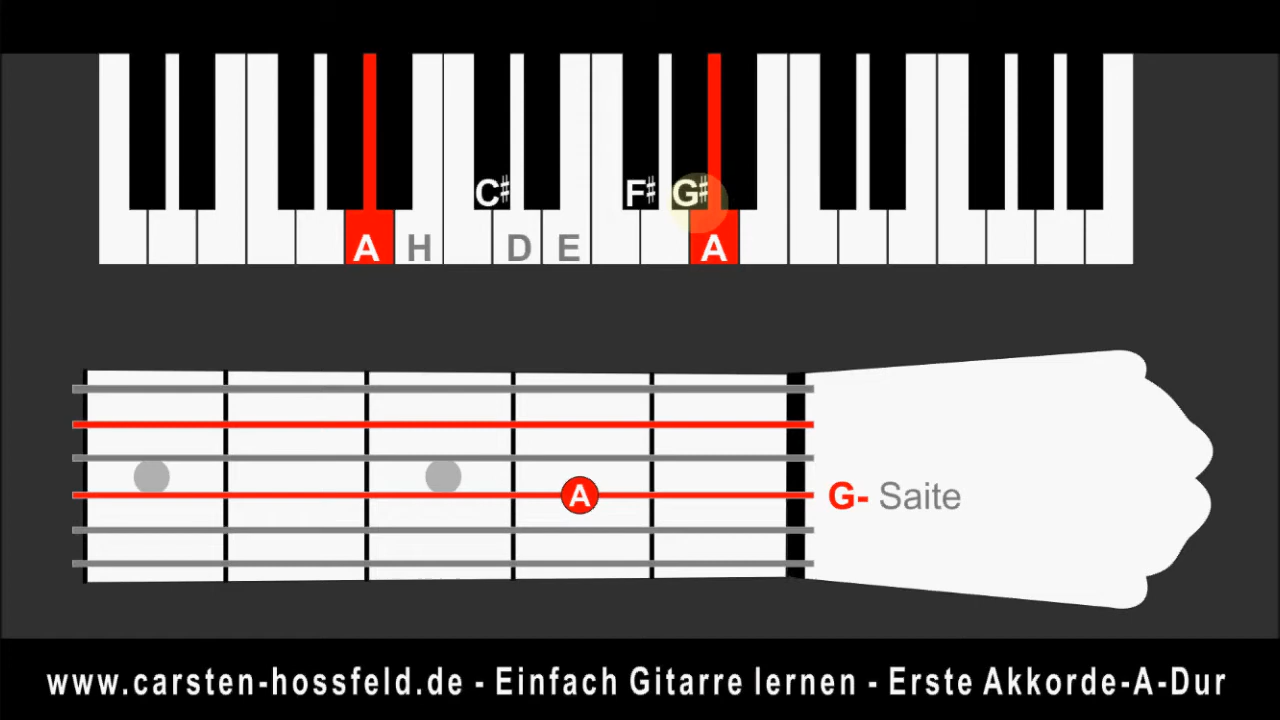 C♯ F♯ G♯
A H D E A
A
G- Saite
www.carsten-hossfeld.de - Einfach Gitarre lernen - Erste Akkorde-A-Dur